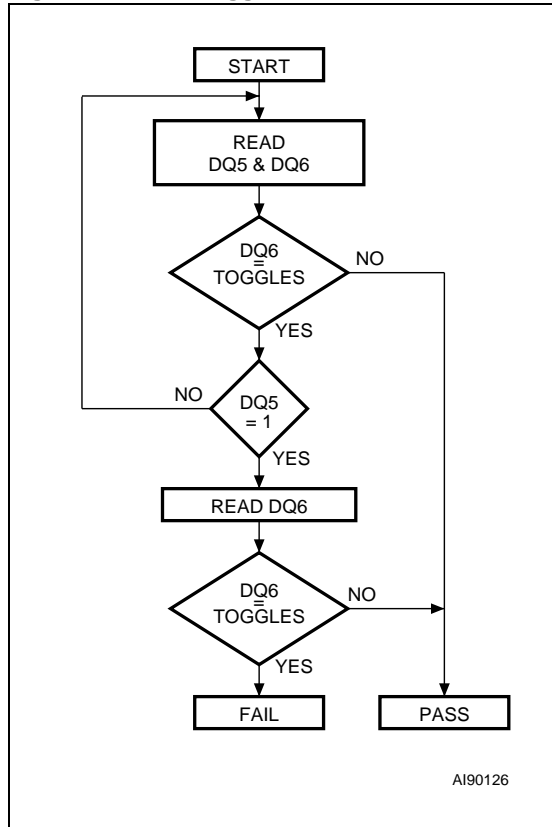 START
READ
DQ5 & DQ6
DQ6
=
TOGGLES
NO
YES
NO
DQ5
= 1
YES
READ DQ6
DQ6
=
TOGGLES
NO
YES
FAIL
PASS
AI90126